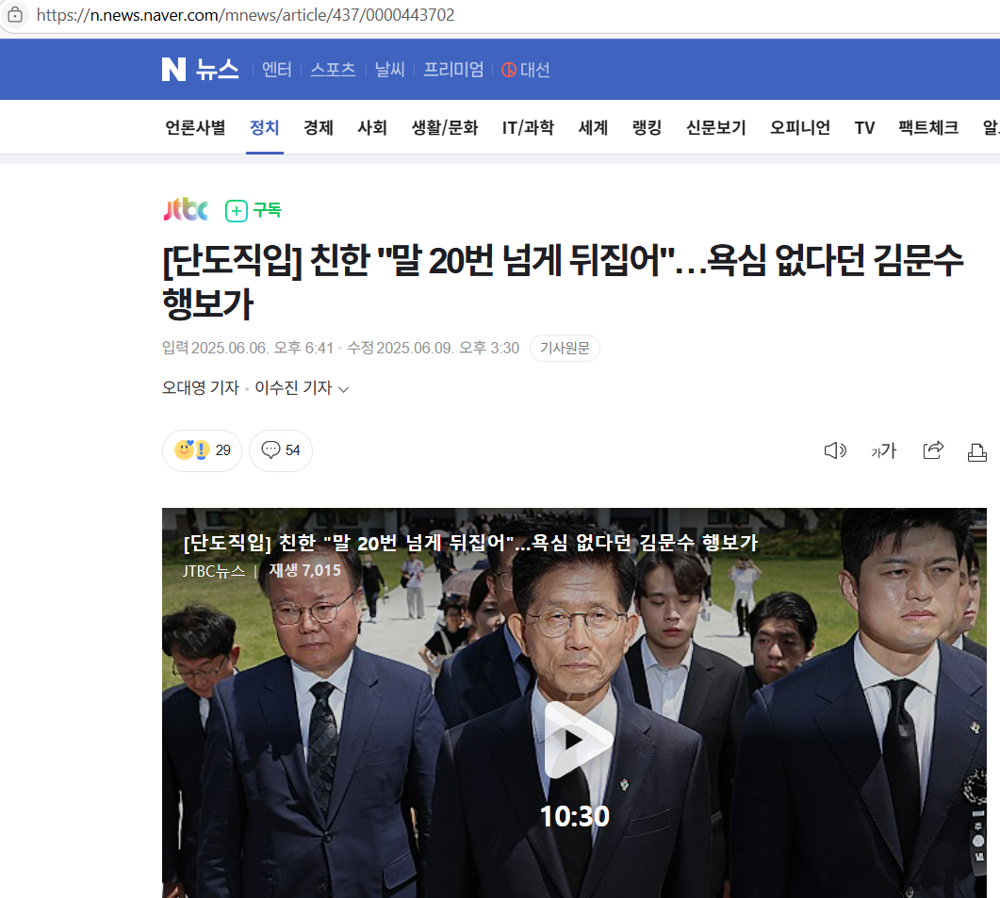 https://n.news.naver.com/mnews/article/437/0000443702
N 뉴스 엔터 스포츠 날씨 프리미엄 대선
언론사별 정치 경제 사회 생활/문화 IT/과학 세계 랭킹 신문보기 오피니언 TV 팩트체크 알
jtbc 구독
[단도직입] 친한 "말 20번 넘게 뒤집어"…욕심 없다던 김문수
행보가
입력 2025.06.06. 오후 6:41 수정 2025.06.09. 오후 3:30 기사원문
오대영 기자 이수진 기자
29 54 가가
[단도직입] 친한 "말 20번 넘게 뒤집어"…욕심 없다던 김문수 행보가
JTBC뉴스 | 재생 7,015
10:30